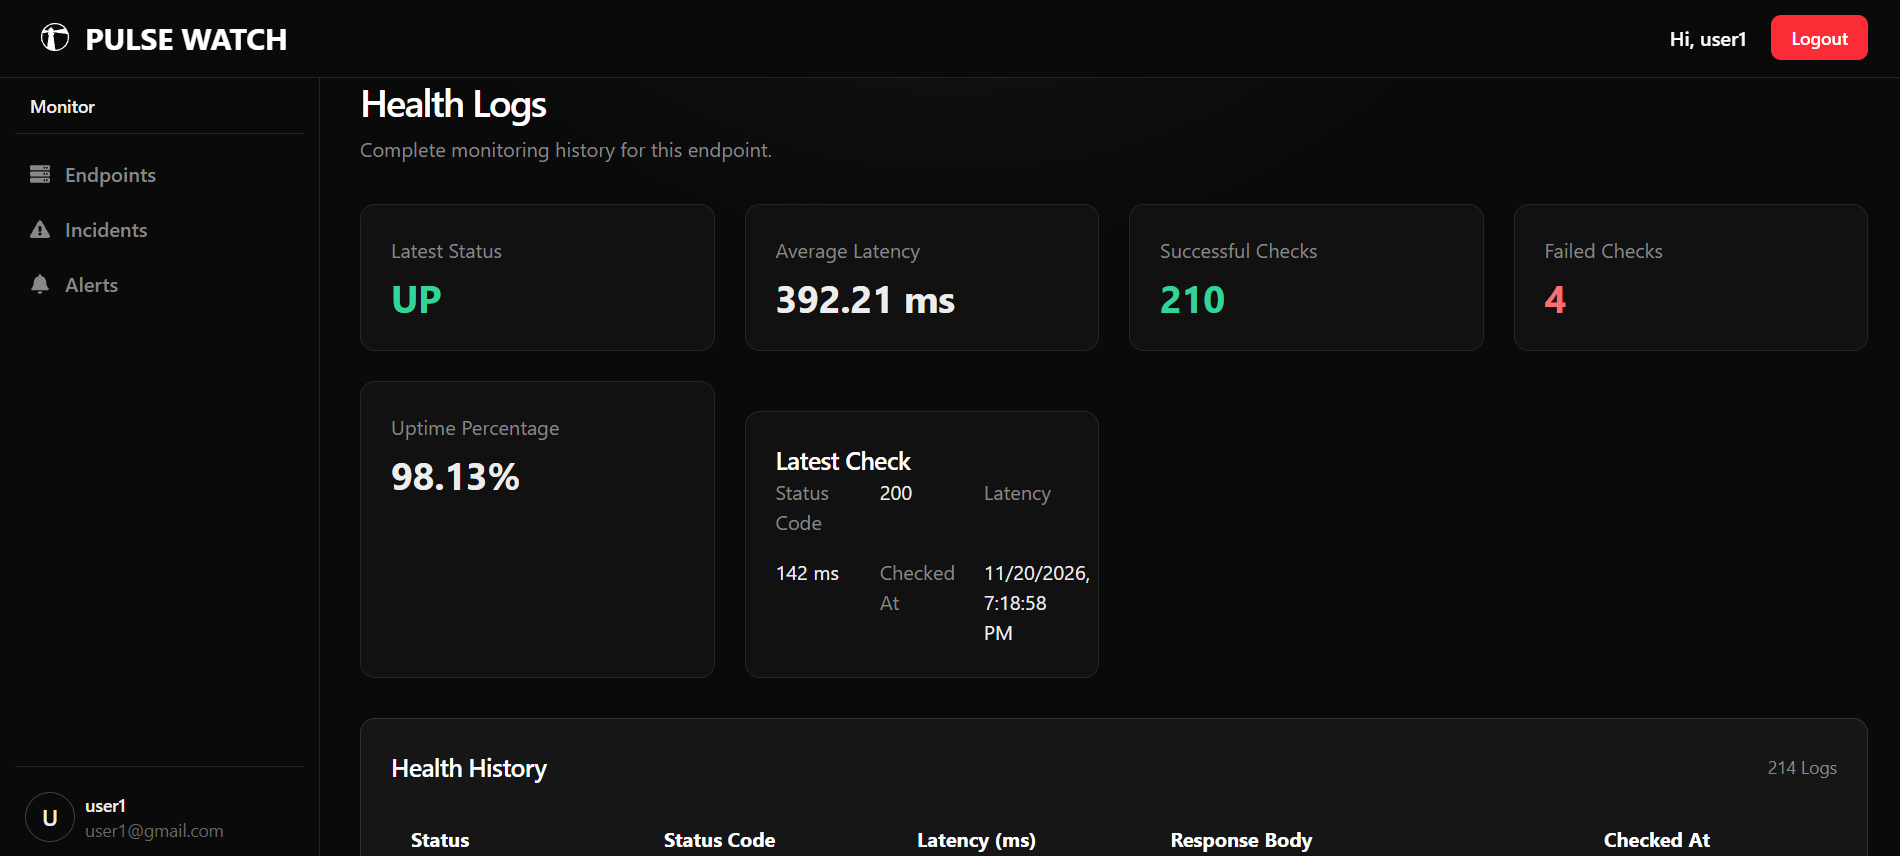 PULSE WATCH
Hi, user1
Logout
Monitor
Endpoints
Incidents
Alerts
user1
U
user1@gmail.com
Health Logs
Complete monitoring history for this endpoint.
Latest Status
UP
Average Latency
392.21 ms
Successful Checks
210
Failed Checks
4
Uptime Percentage
98.13%
Latest Check
Status 200 Latency
Code
142 ms Checked 11/20/2026,
At 7:18:58
PM
Health History
214 Logs
Status Status Code Latency (ms) Response Body Checked At